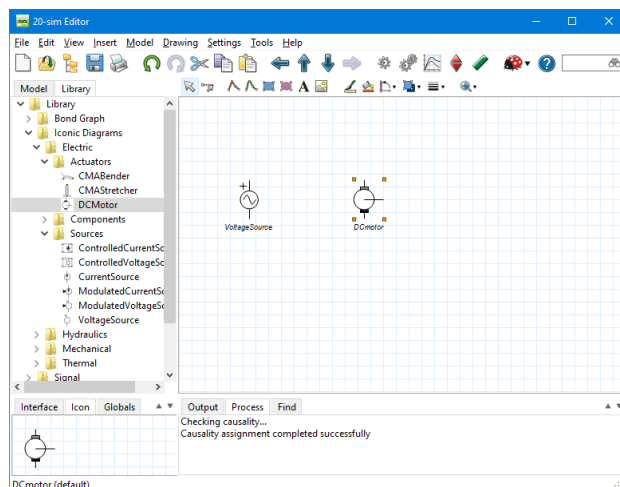 20-sim Editor
File Edit View Insert Model Drawing Settings Tools Help
Model Library
A
Library
Bond Graph
Iconic Diagrams
Electric
Actuators
CMABender
CMAStretcher
DCMotor
Components
Sources
ControlledCurrentSc
ControlledVoltageSc
CurrentSource
ModulatedCurrentSc
ModulatedVoltageSc
VoltageSource
Hydraulics
Mechanical
Thermal
Signal
VoltageSource
DCmotor
Interface Icon Globals
Output Process Find
Checking causality...
Causality assignment completed successfully
DCmotor (default)